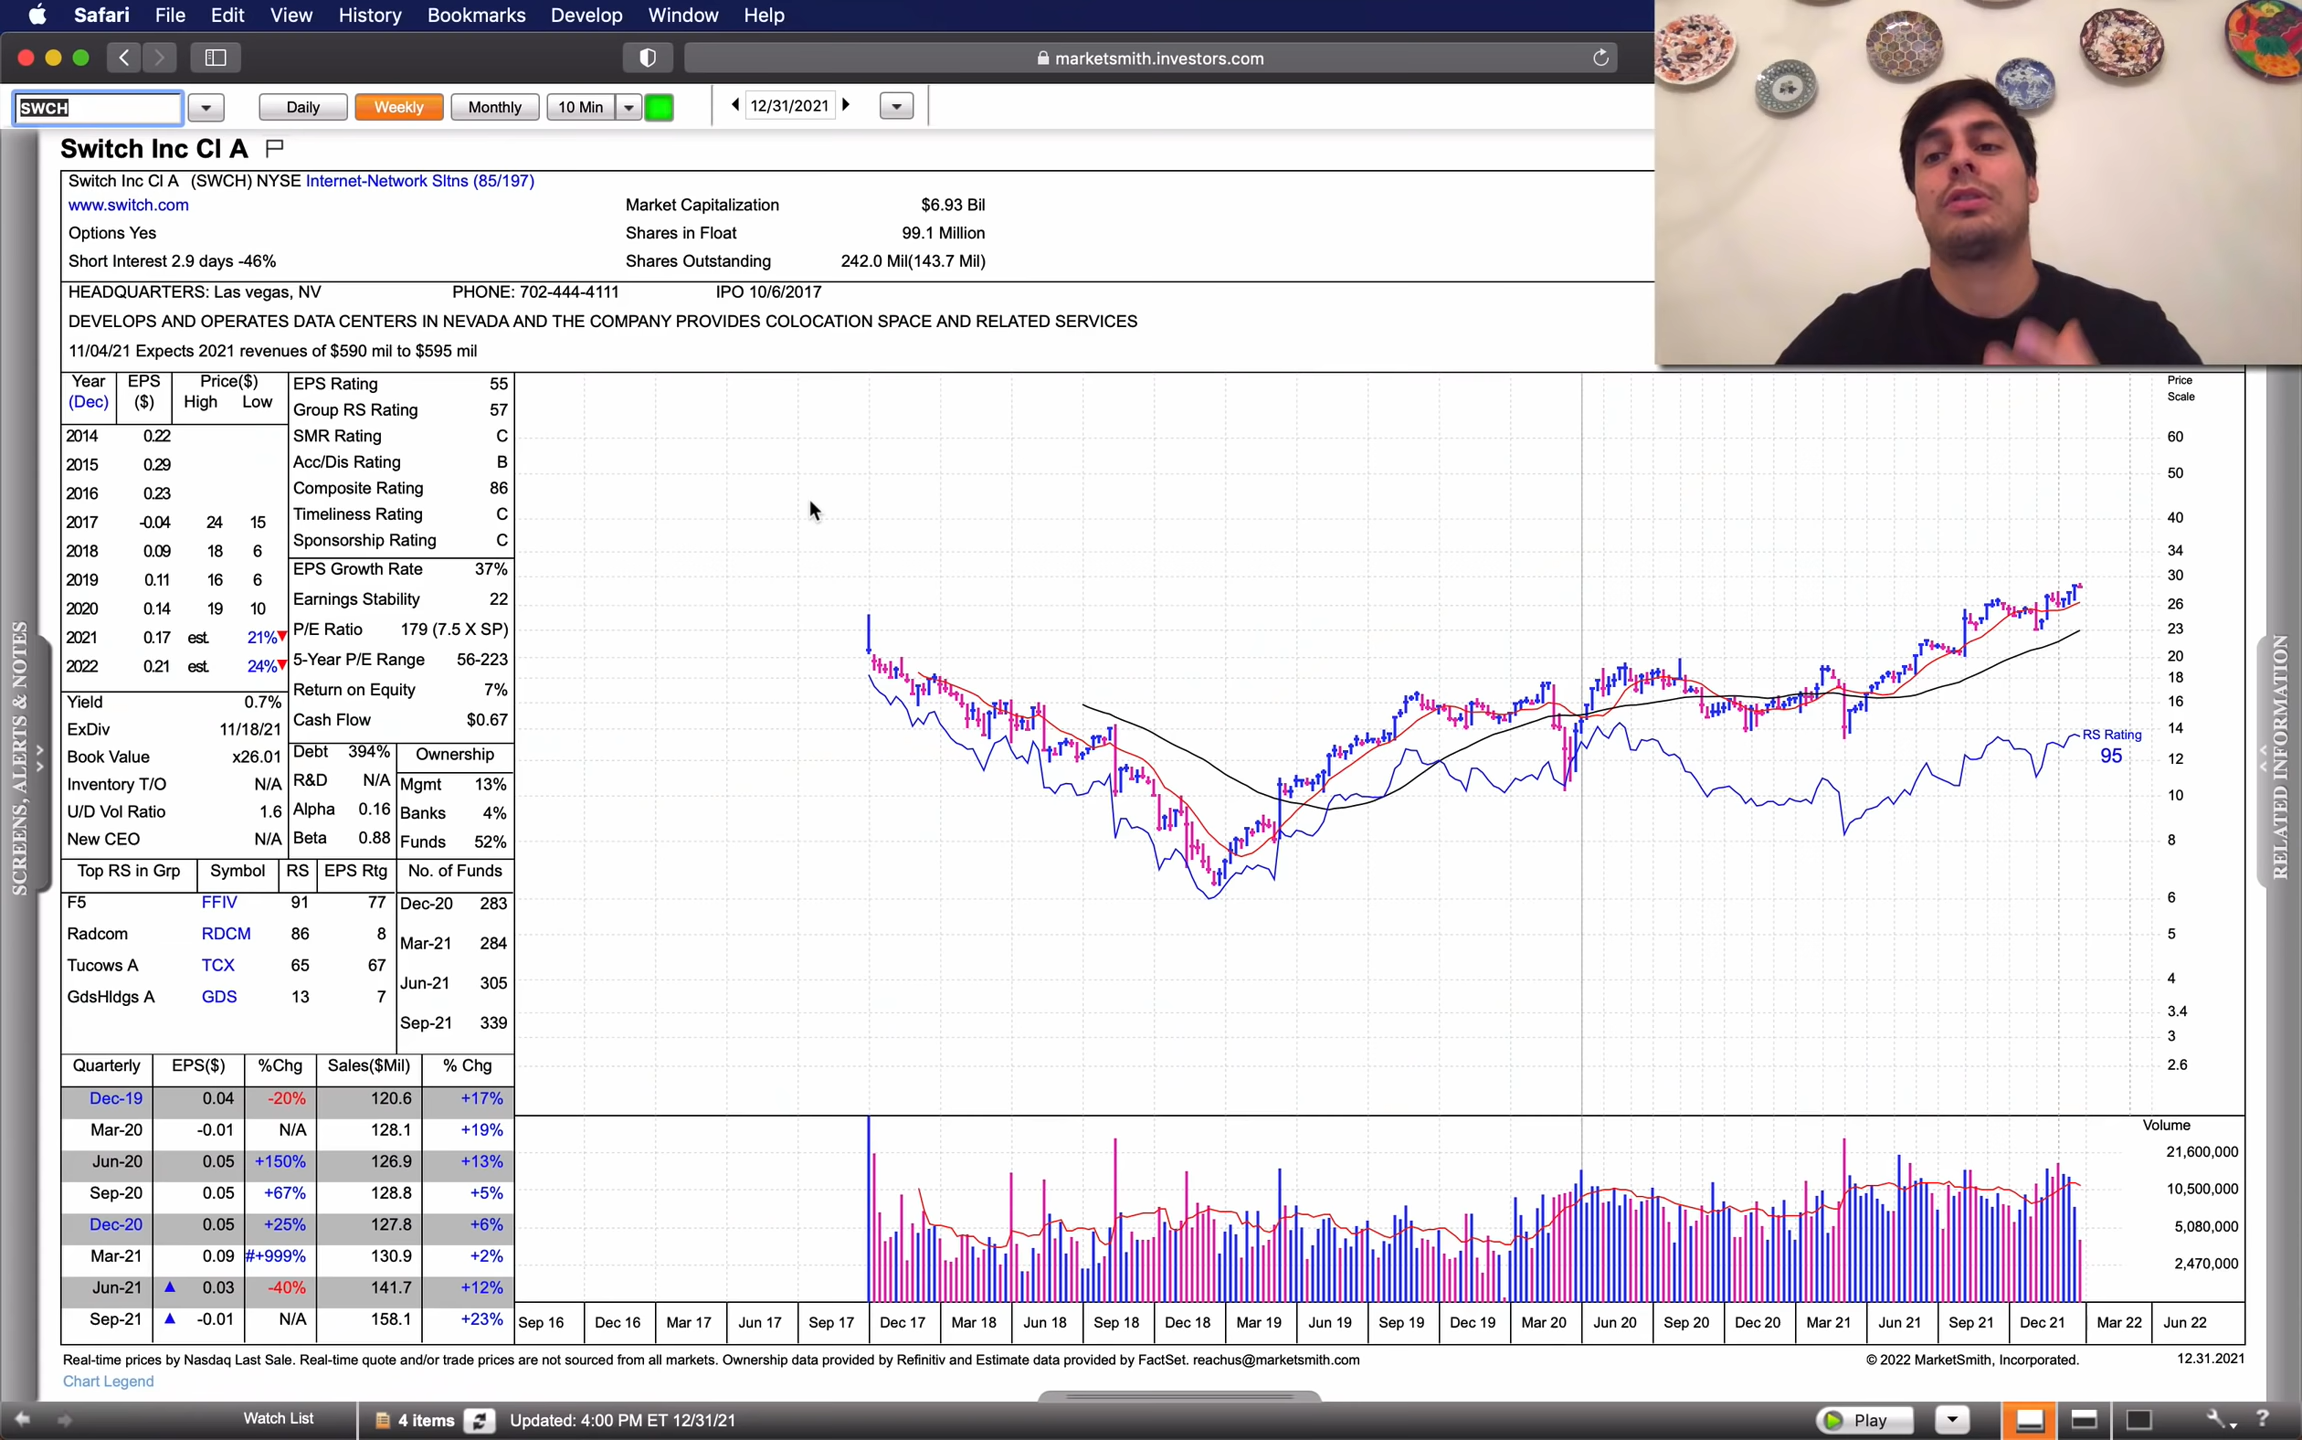 Safari File Edit View History Bookmarks Develop Window Help
marketsmith.investors.com
SWCH Daily Weekly Monthly 10 Min 12/31/2021
Switch Inc Cl A
Switch Inc Cl A (SWCH) NYSE Internet-Network Sltns (85/197)
www.switch.com Market Capitalization $6.93 Bil
Options Yes Shares in Float 99.1 Million
Short Interest 2.9 days -46% Shares Outstanding 242.0 Mil(143.7 Mil)
HEADQUARTERS: Las vegas, NV PHONE: 702-444-4111 IPO 10/6/2017
DEVELOPS AND OPERATES DATA CENTERS IN NEVADA AND THE COMPANY PROVIDES COLOCATION SPACE AND RELATED SERVICES
11/04/21 Expects 2021 revenues of $590 mil to $595 mil
Year EPS Price($)
(Dec) ($) High Low
2014 0.22
2015 0.29
2016 0.23
2017 -0.04 24 15
2018 0.09 18 6
2019 0.11 16 6
2020 0.14 19 10
2021 0.17 est. 21%
2022 0.21 est. 24%
EPS Rating 55
Group RS Rating 57
SMR Rating C
Acc/Dis Rating B
Composite Rating 86
Timeliness Rating C
Sponsorship Rating C
EPS Growth Rate 37%
Earnings Stability 22
P/E Ratio 179 (7.5 X SP)
5-Year P/E Range 56-223
Return on Equity 7%
Cash Flow $0.67
Yield 0.7%
ExDiv 11/18/21
Book Value x26.01
Inventory T/O N/A
U/D Vol Ratio 1.6
New CEO N/A
Debt 394%
R&D N/A
Alpha 0.16
Beta 0.88
Ownership
Mgmt 13%
Banks 4%
Funds 52%
Top RS in Grp Symbol RS EPS Rtg
F5 FFIV 91 77
Radcom RDCM 86 8
Tucows A TCX 65 67
GdsHldgs A GDS 13 7
No. of Funds
Dec-20 283
Mar-21 284
Jun-21 305
Sep-21 339
Quarterly EPS($) %Chg Sales($Mil) % Chg
Dec-19 0.04 -20% 120.6 +17%
Mar-20 -0.01 N/A 128.1 +19%
Jun-20 0.05 +150% 126.9 +13%
Sep-20 0.05 +67% 128.8 +5%
Dec-20 0.05 +25% 127.8 +6%
Mar-21 0.09 #+999% 130.9 +2%
Jun-21 0.03 -40% 141.7 +12%
Sep-21 -0.01 N/A 158.1 +23%
Price
Scale
60
50
40
34
30
26
23
20
18
16
14
12
10
8
6
5
4
3.4
3
2.6
RS Rating
95
Volume
21,600,000
10,500,000
5,080,000
2,470,000
Sep 16 Dec 16 Mar 17 Jun 17 Sep 17 Dec 17 Mar 18 Jun 18 Sep 18 Dec 18 Mar 19 Jun 19 Sep 19 Dec 19 Mar 20 Jun 20 Sep 20 Dec 20 Mar 21 Jun 21 Sep 21 Dec 21 Mar 22 Jun 22
Real-time prices by Nasdaq Last Sale. Real-time quote and/or trade prices are not sourced from all markets. Ownership data provided by Refinitiv and Estimate data provided by FactSet. reachus@marketsmith.com © 2022 MarketSmith, Incorporated. 12.31.2021
Chart Legend
SCREENS, ALERTS & NOTES
RELATED INFORMATION
Watch List 4 items Updated: 4:00 PM ET 12/31/21 Play ?